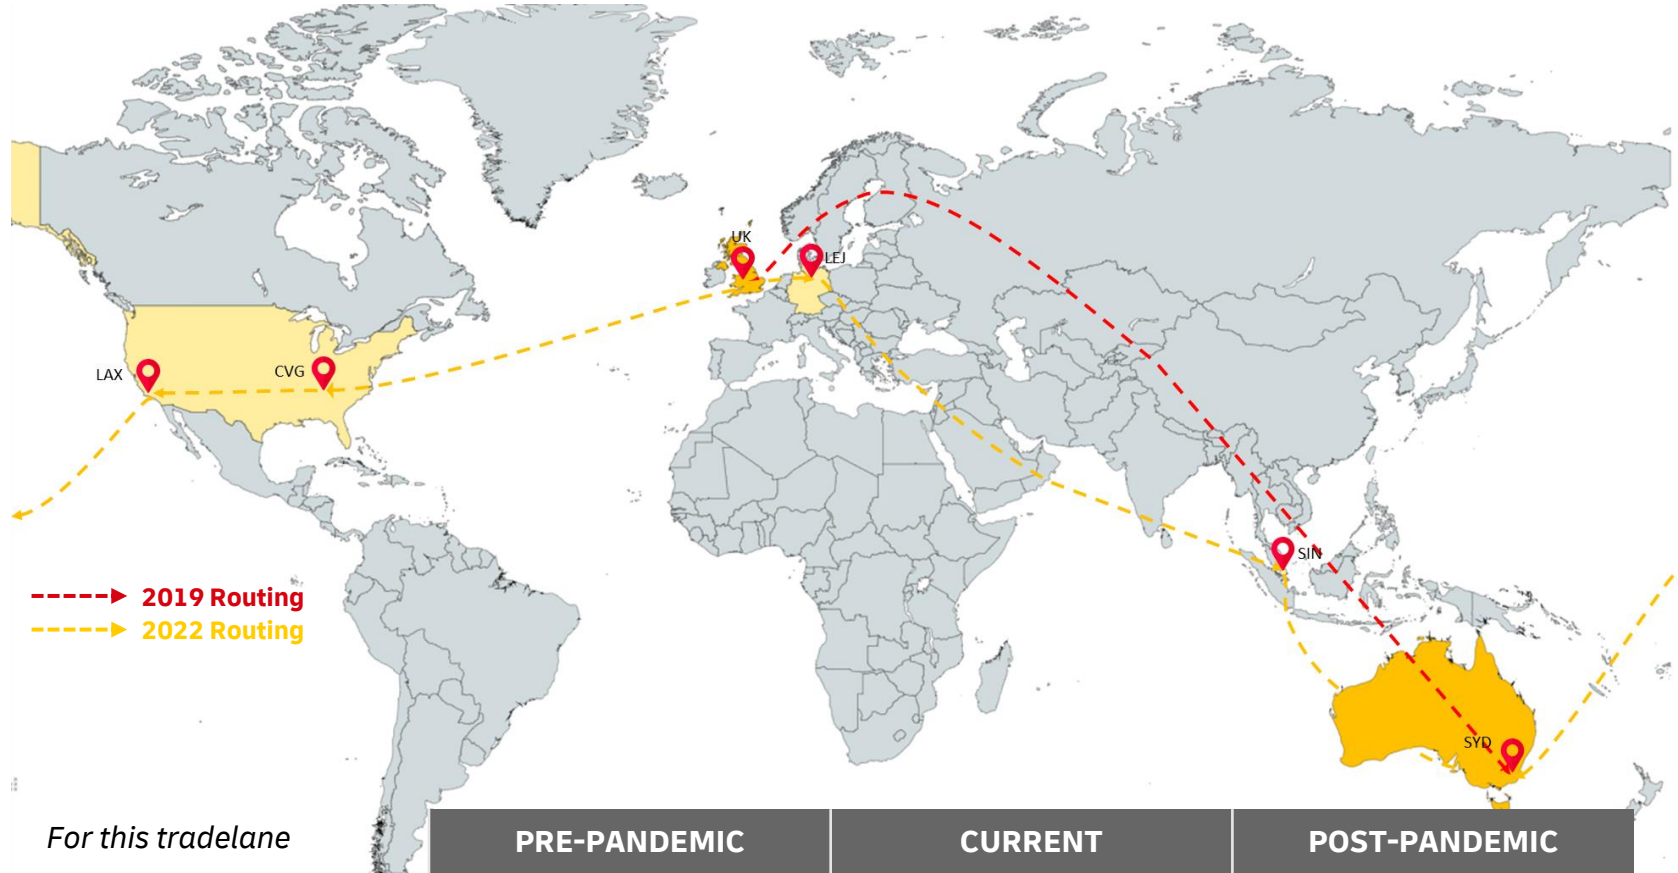 UK
LEJ
LAX
CVG
SIN
2019 Routing
2022 Routing
SYD
For this tradelane
PRE-PANDEMIC
CURRENT
POST-PANDEMIC